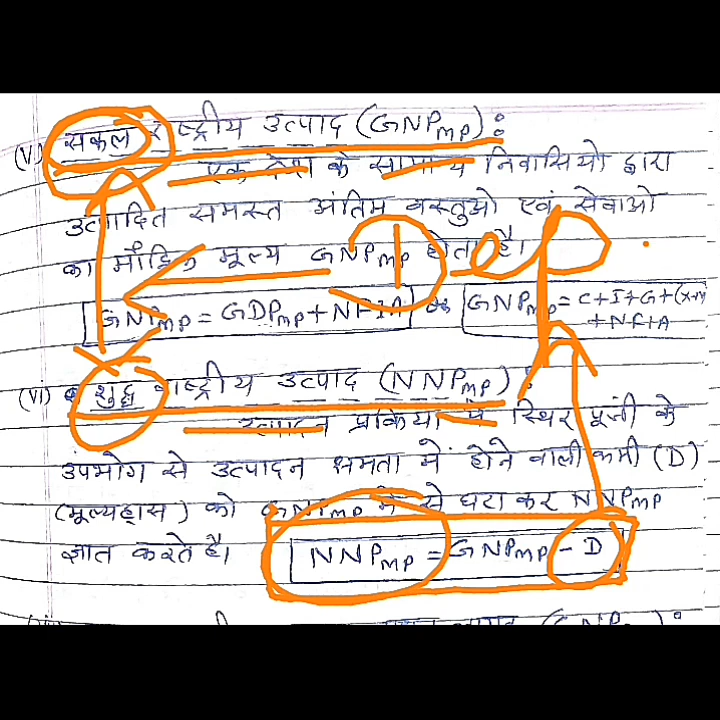 (V) सकल राष्ट्रीय उत्पाद (GNPMP) :
एक देश के सामान्य निवासियो द्वारा
उत्पादित समस्त अंतिम वस्तुओ एवं सेवाओ
का मौद्रिक मूल्य GNPMP होता है।
GNPMP = GDPMP + NFIA or GNPMP = C+I+G+(X-M)
+ NFIA
(VI) शुद्ध राष्ट्रीय उत्पाद (NNPMP) :
उत्पादन प्रकिया में स्थिर पूंजी के
उपभोग से उत्पादन क्षमता में होने वाली कमी (D)
(मूल्यह्रास) को GNPMP में से घटा कर NNPMP
ज्ञात करते है।
NNPMP = GNPMP - D